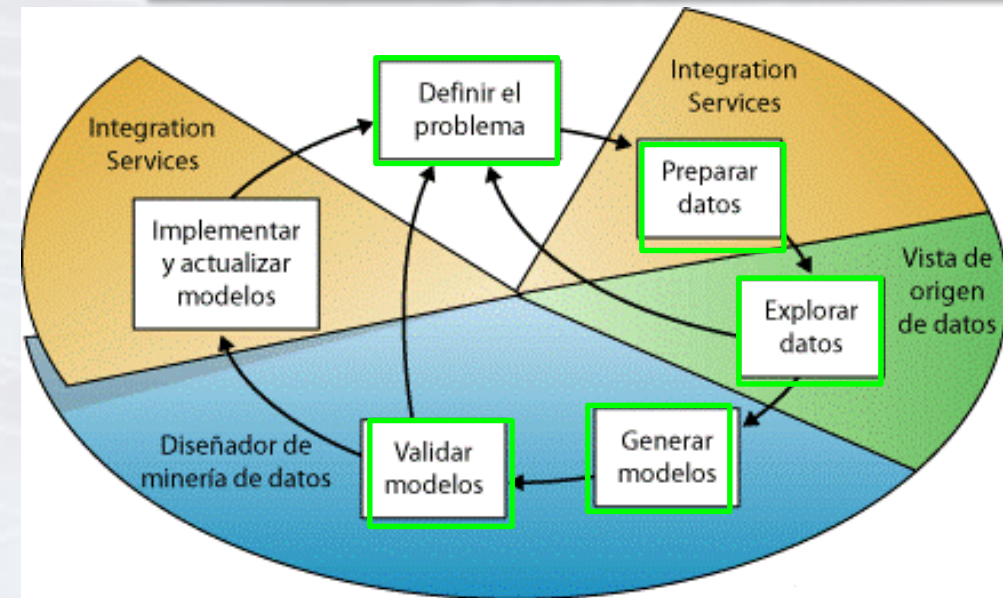 Definir el
problema
Integration
Services
Preparar
datos
Vista de
origen
de datos
Explorar
datos
Generar
modelos
Validar
modelos
Diseñador de
minería de datos
Implementar
y actualizar
modelos
Integration
Services